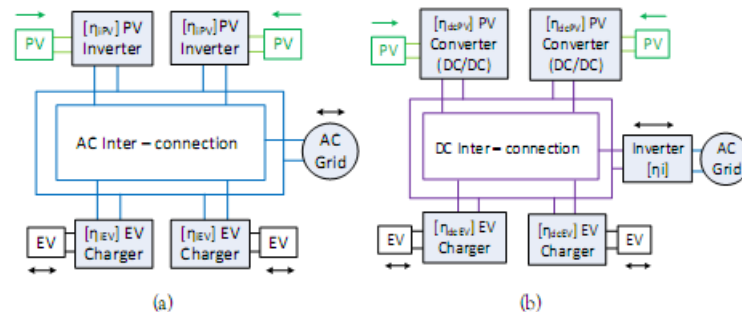 PV
[ηiPV] PV
Inverter
[ηiPV]PV
Inverter
PV
AC Inter – connection
AC
Grid
EV
[ηiEV] EV
Charger
[ηiEV] EV
Charger
EV
(a)
PV
[ηdcPV] PV
Converter
(DC/DC)
[ηdcPV] PV
Converter
(DC/DC)
PV
DC Inter – connection
Inverter
[ηi]
AC
Grid
EV
[ηdcEV] EV
Charger
[ηdcEV] EV
Charger
EV
(b)